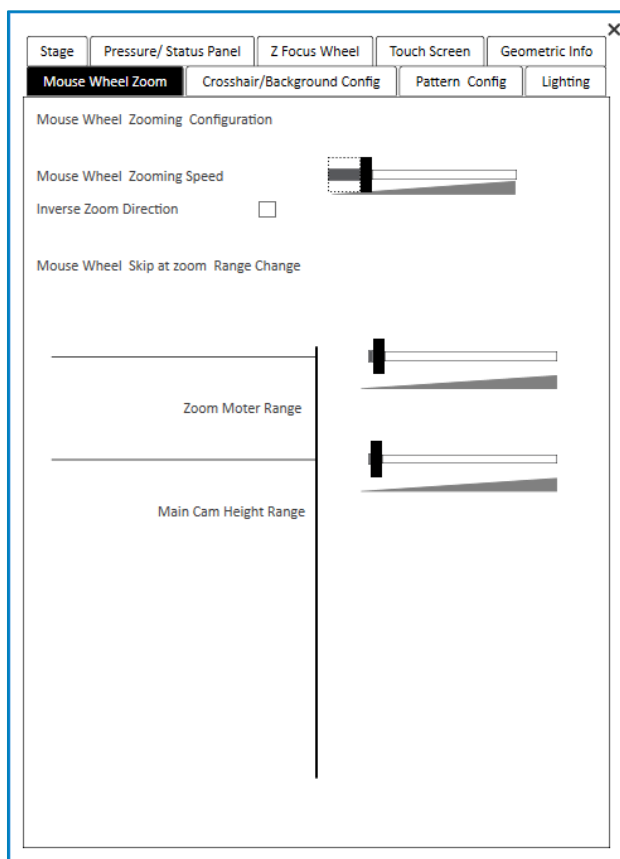 Stage Pressure/ Status Panel Z Focus Wheel Touch Screen Geometric Info
Mouse Wheel Zoom Crosshair/Background Config Pattern Config Lighting
Mouse Wheel Zooming Configuration
Mouse Wheel Zooming Speed
Inverse Zoom Direction
Mouse Wheel Skip at zoom Range Change
Zoom Moter Range
Main Cam Height Range